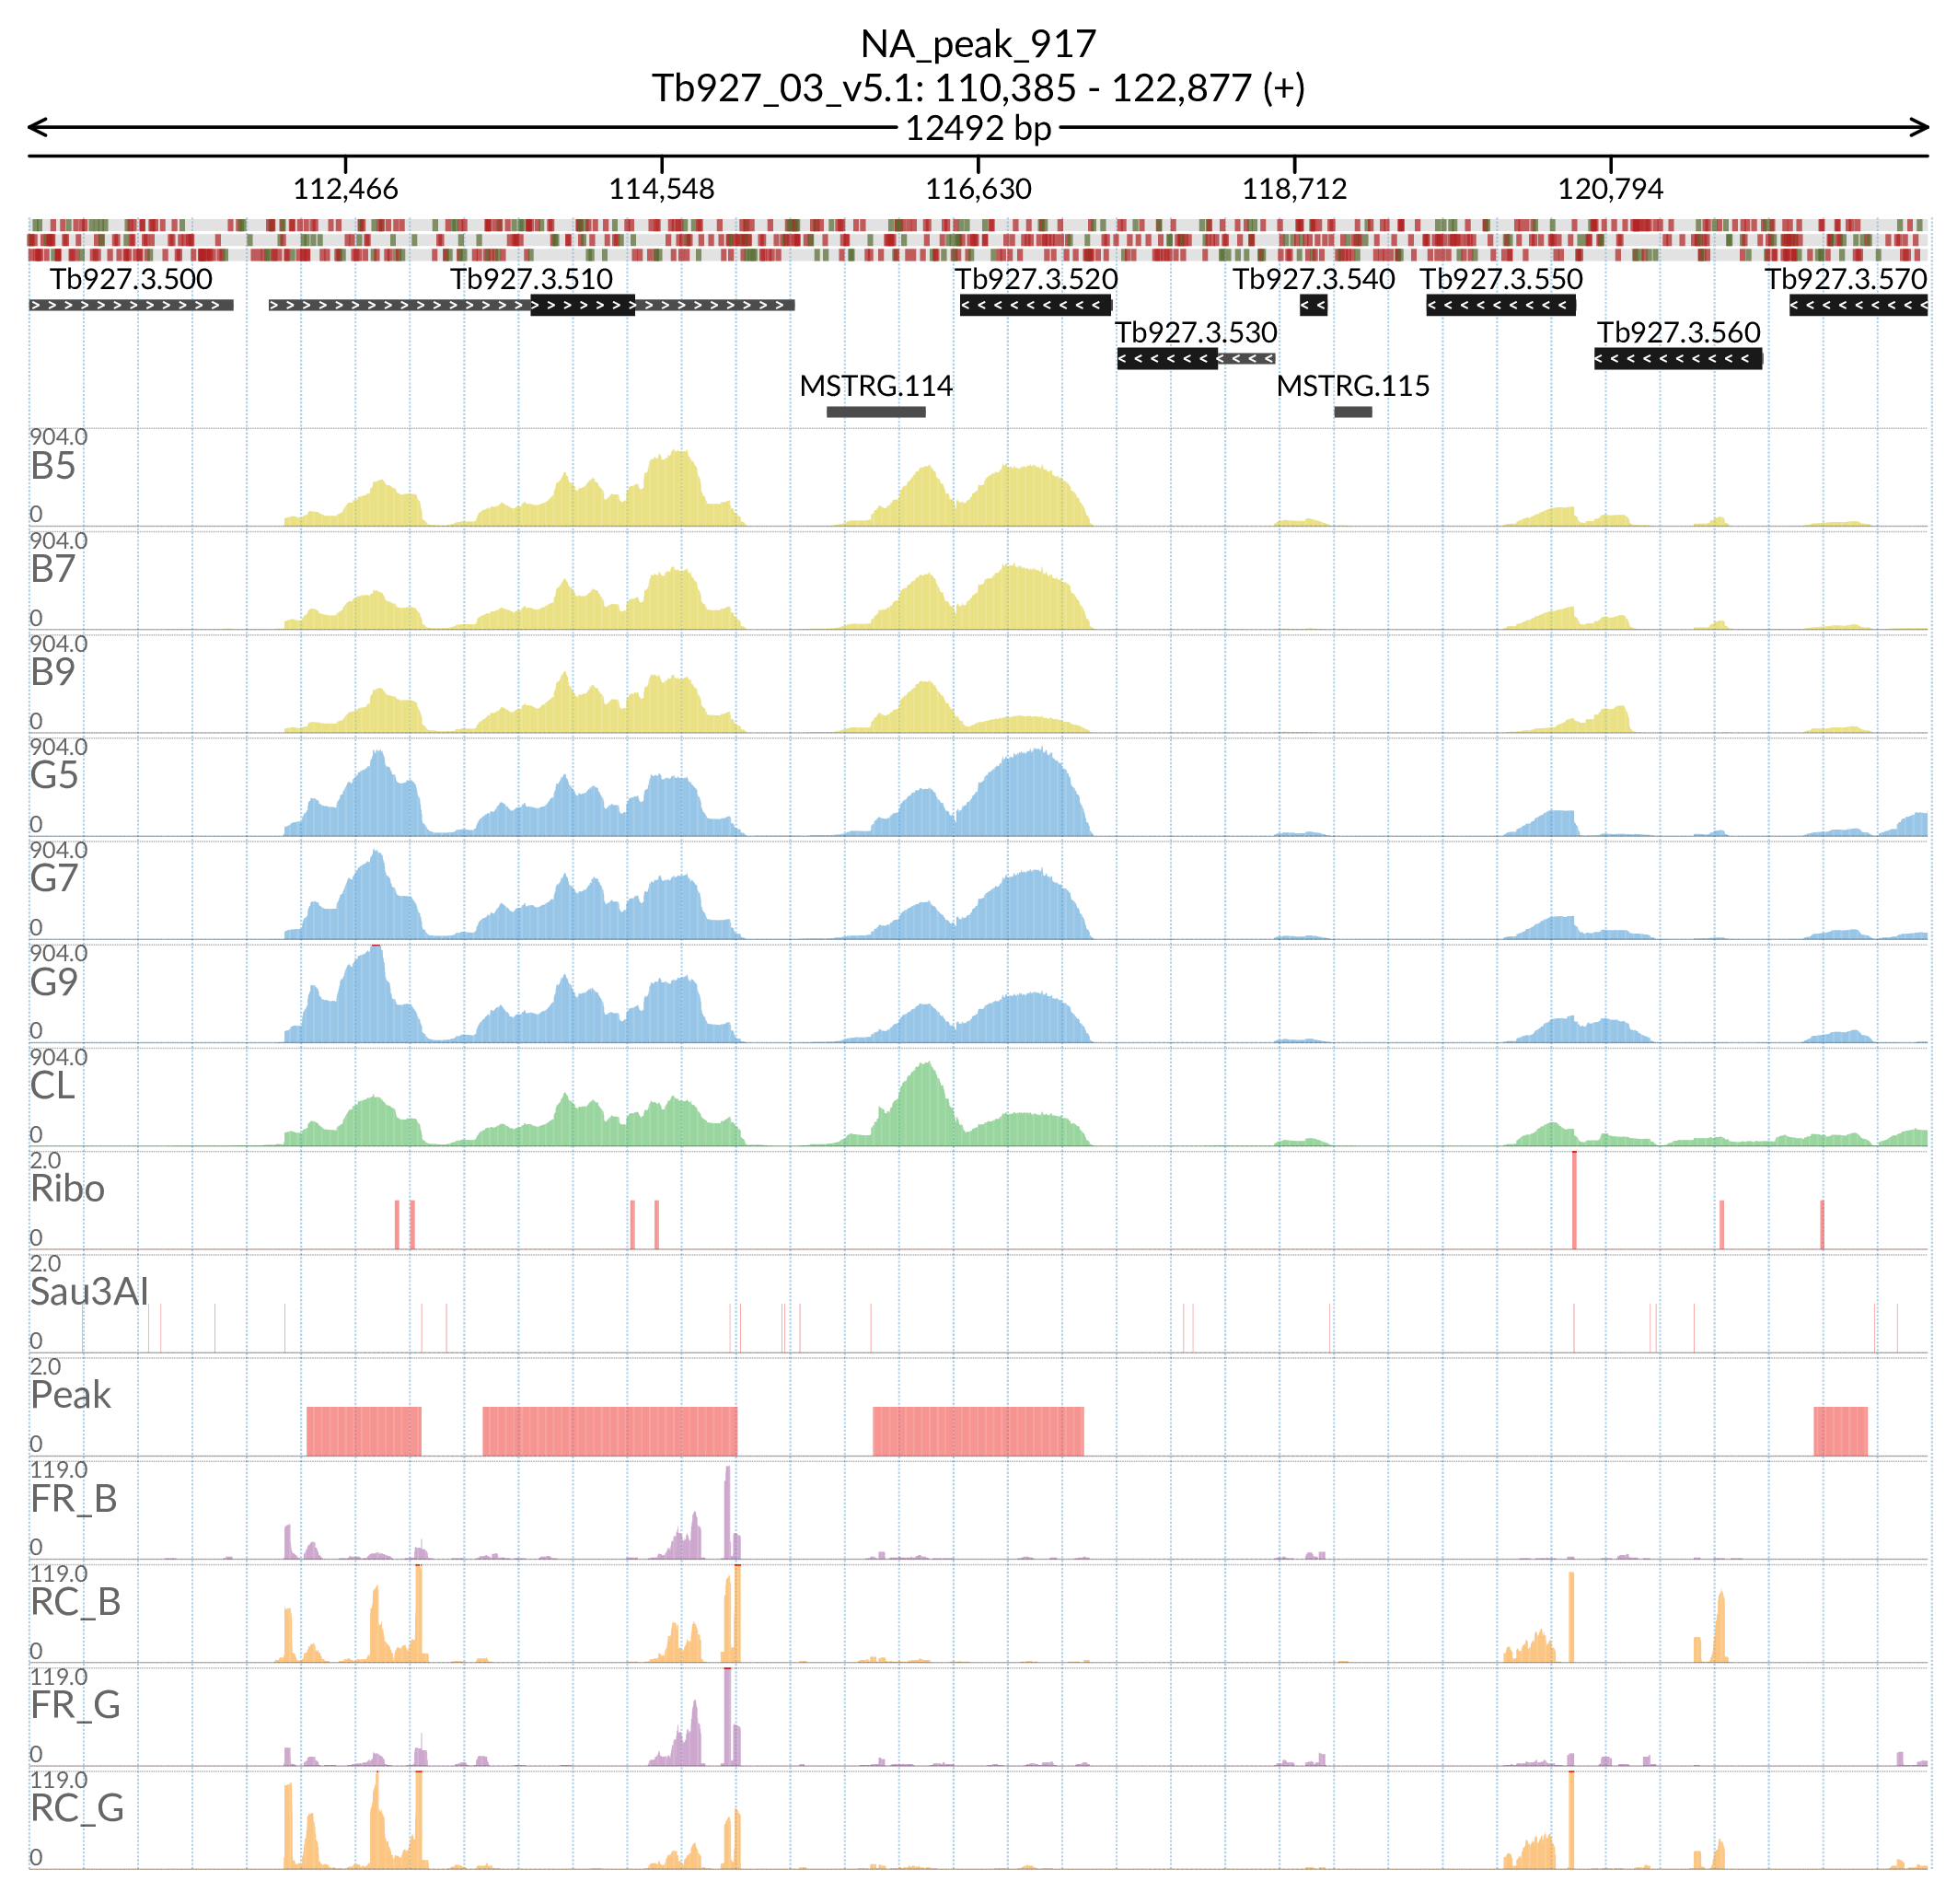 NA_peak_917
Tb927_03_v5.1: 110,385 - 122,877 (+)
12492 bp
112,466 114,548 116,630 118,712 120,794
Tb927.3.500 Tb927.3.510 Tb927.3.520 Tb927.3.540 Tb927.3.550 Tb927.3.570
Tb927.3.530 Tb927.3.560
MSTRG.114 MSTRG.115
904.0
B5
0
904.0
B7
0
904.0
B9
0
904.0
G5
0
904.0
G7
0
904.0
G9
0
904.0
CL
0
2.0
Ribo
0
2.0
Sau3AI
0
2.0
Peak
0
119.0
FR_B
0
119.0
RC_B
0
119.0
FR_G
0
119.0
RC_G
0